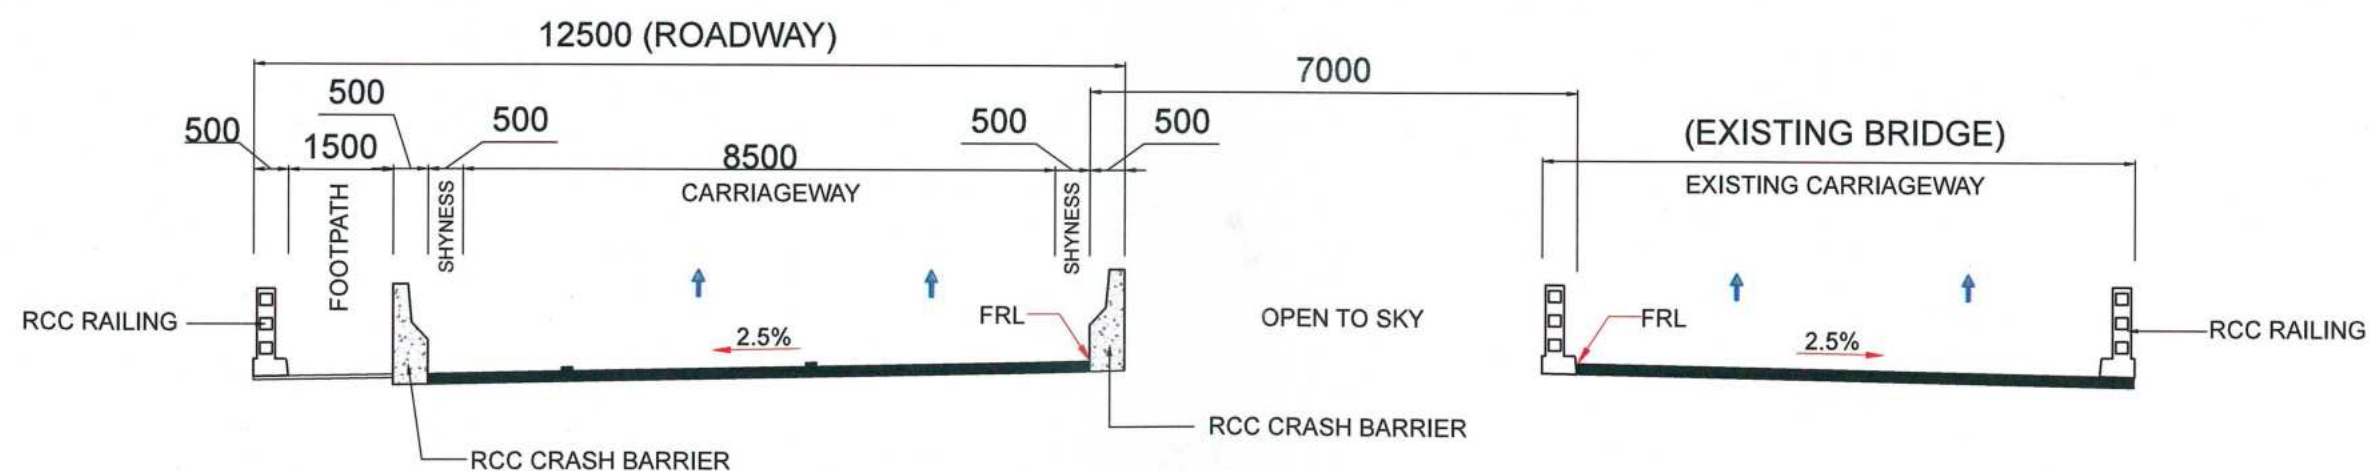 12500 (ROADWAY)
7000
500
500
500
500
500
1500
8500
(EXISTING BRIDGE)
FOOTPATH
SHYNESS
CARRIAGEWAY
SHYNESS
EXISTING CARRIAGEWAY
RCC RAILING
2.5%
FRL
OPEN TO SKY
FRL
2.5%
RCC RAILING
RCC CRASH BARRIER
RCC CRASH BARRIER